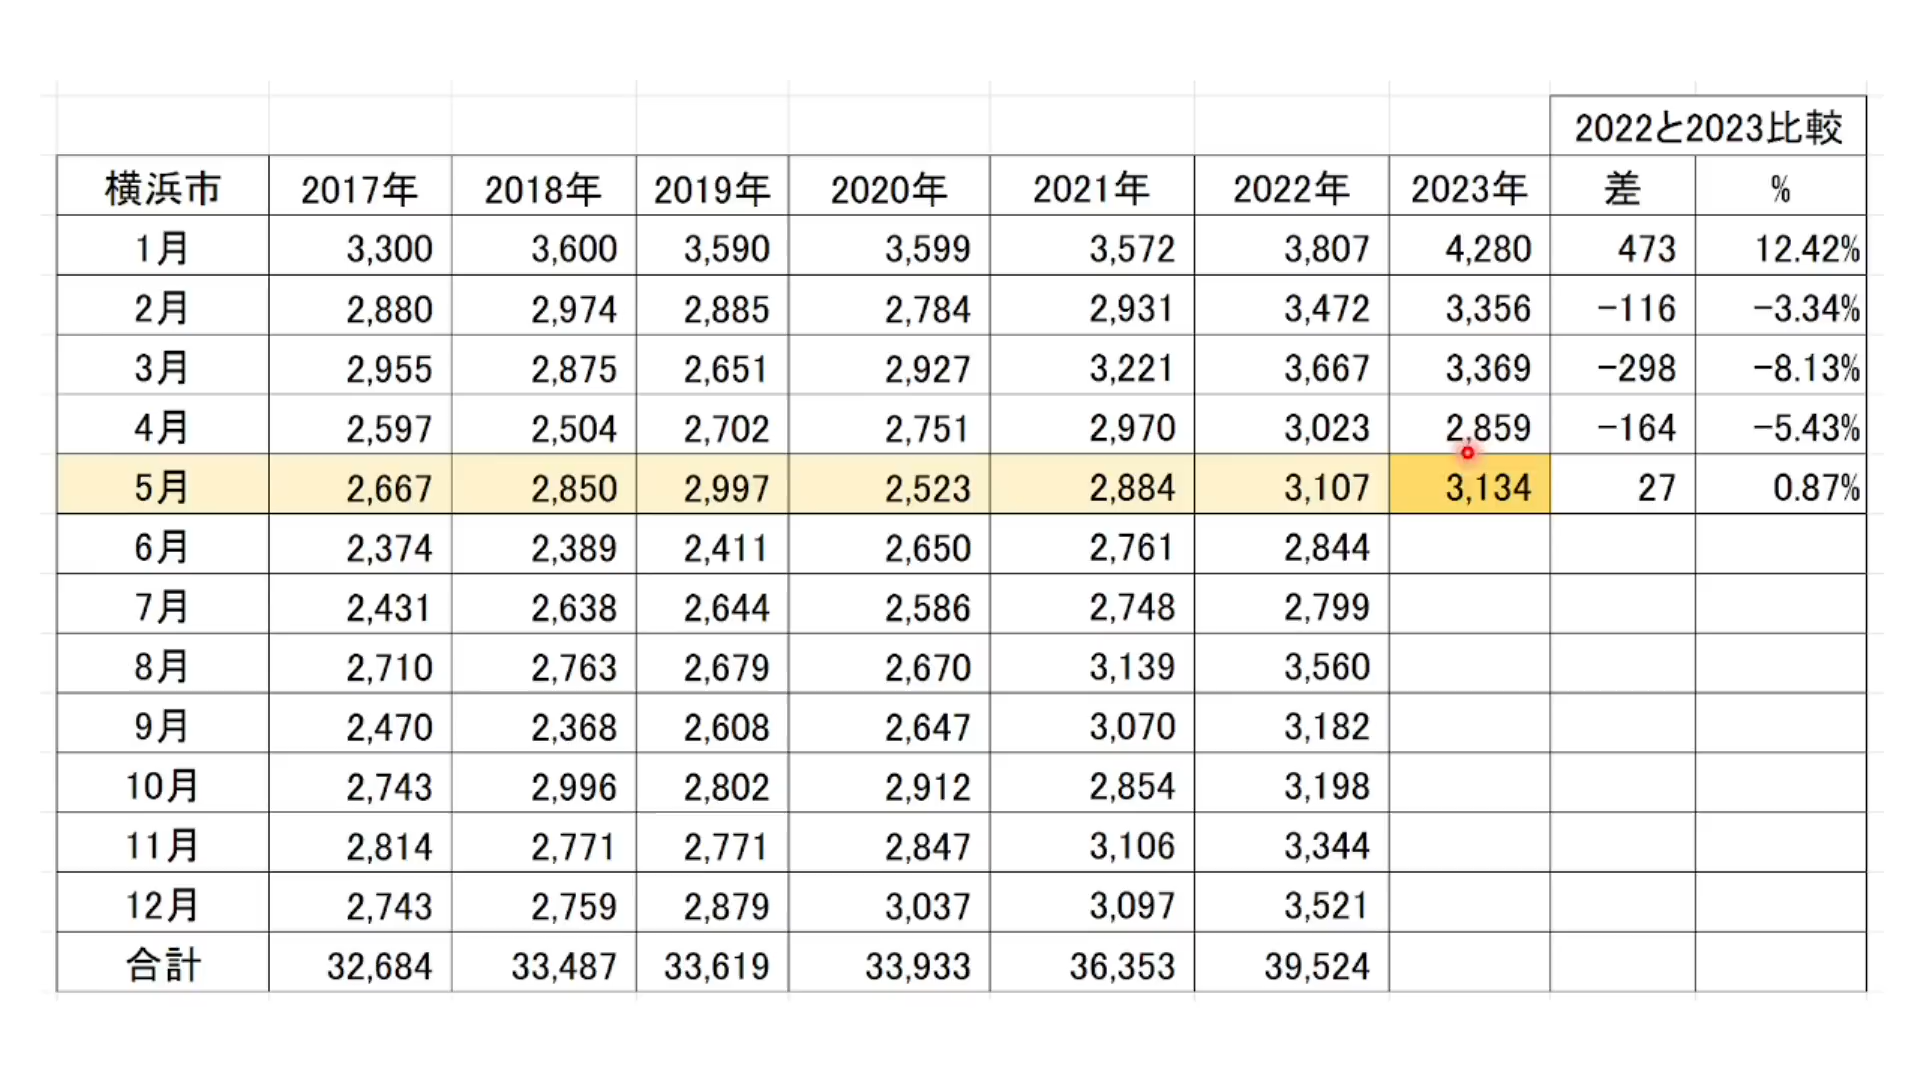 2022と2023比較
横浜市 2017年 2018年 2019年 2020年 2021年 2022年 2023年 差 %
1月 3,300 3,600 3,590 3,599 3,572 3,807 4,280 473 12.42%
2月 2,880 2,974 2,885 2,784 2,931 3,472 3,356 -116 -3.34%
3月 2,955 2,875 2,651 2,927 3,221 3,667 3,369 -298 -8.13%
4月 2,597 2,504 2,702 2,751 2,970 3,023 2,859 -164 -5.43%
5月 2,667 2,850 2,997 2,523 2,884 3,107 3,134 27 0.87%
6月 2,374 2,389 2,411 2,650 2,761 2,844
7月 2,431 2,638 2,644 2,586 2,748 2,799
8月 2,710 2,763 2,679 2,670 3,139 3,560
9月 2,470 2,368 2,608 2,647 3,070 3,182
10月 2,743 2,996 2,802 2,912 2,854 3,198
11月 2,814 2,771 2,771 2,847 3,106 3,344
12月 2,743 2,759 2,879 3,037 3,097 3,521
合計 32,684 33,487 33,619 33,933 36,353 39,524